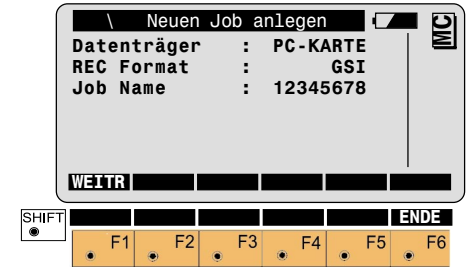 \ Neuen Job anlegen
MC
Datenträger : PC-KARTE
REC Format : GSI
Job Name : 12345678
WEITR
SHIFT ENDE
F1 F2 F3 F4 F5 F6